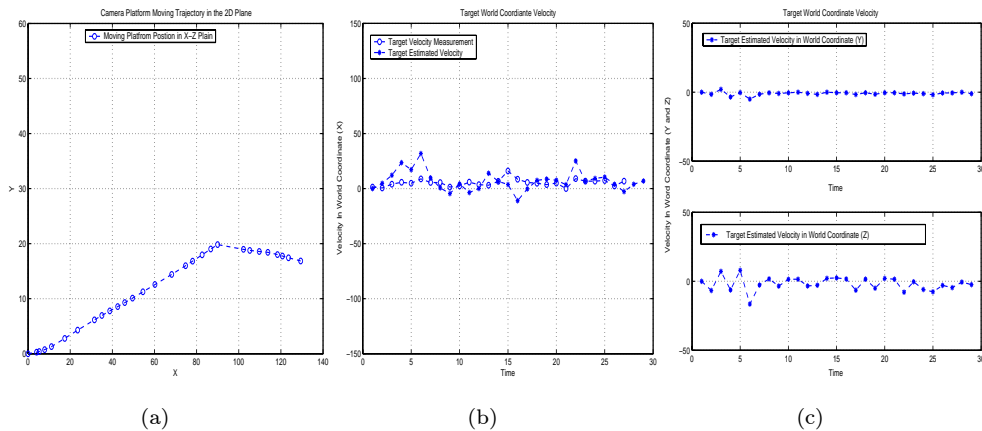 Camera Platform Moving Trajectory in the 2D Plane
60
50
40
30
20
10
0
Y
Moving Platfrom Postion in X−Z Plain
0 20 40 60 80 100 120 140
X
(a)
Target World Coordiante Velocity
150
100
50
0
−50
−100
−150
Velocity In World Coordinate (X)
Target Velocity Measurement
Target Estimated Velocity
0 5 10 15 20 25 30
Time
(b)
Target World Coordinate Velocity
50
0
−50
Velocity in Word Coordinate (Y and Z)
Target Estimated Velocity in World Coordinate (Y)
0 5 10 15 20 25 30
Time
50
0
−50
Target Estimated Velocity in World Coordinate (Z)
0 5 10 15 20 25 30
Time
(c)